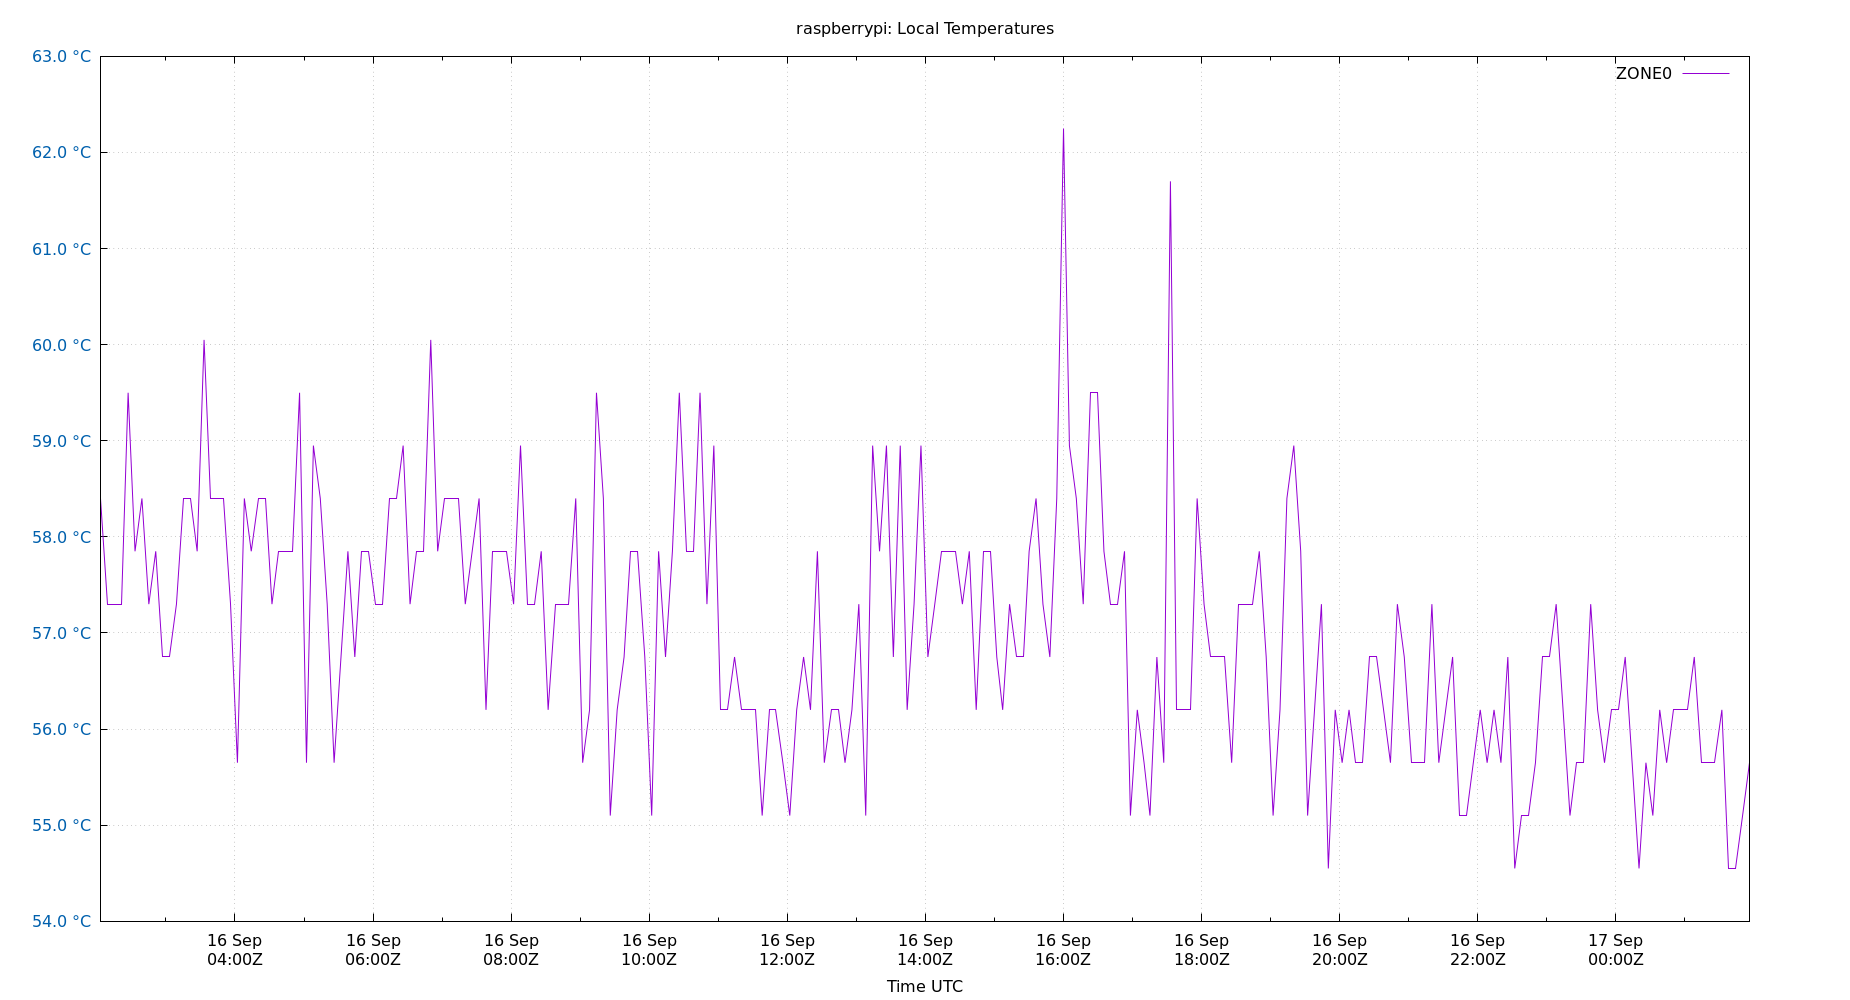 raspberrypi: Local Temperatures
63.0 °C
ZONE0
62.0 °C
61.0 °C
60.0 °C
59.0 °C
58.0 °C
57.0 °C
56.0 °C
55.0 °C
54.0 °C
16 Sep 16 Sep 16 Sep 16 Sep 16 Sep 16 Sep 16 Sep 16 Sep 16 Sep 16 Sep 17 Sep
04:00Z 06:00Z 08:00Z 10:00Z 12:00Z 14:00Z 16:00Z 18:00Z 20:00Z 22:00Z 00:00Z
Time UTC